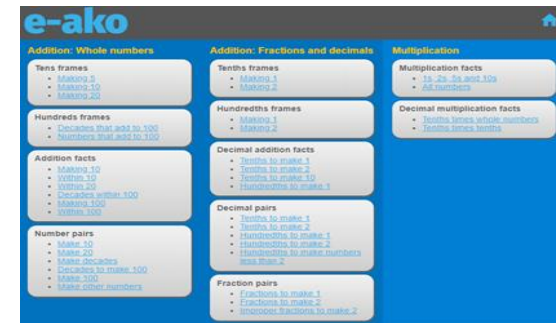 e-ako
Addition: Whole numbers
Tens frames
Making 5
Making 10
Making 20
Hundreds frames
Decades that add to 100
Numbers that add to 100
Addition facts
Making 10
Within 10
Within 20
Decades within 100
Making 100
Within 100
Number pairs
Make 10
Make 20
Make decades
Decades to make 100
Make 100
Make other numbers
Addition: Fractions and decimals
Tenths frames
Making 1
Making 2
Hundredths frames
Making 1
Making 2
Decimal addition facts
Tenths to make 1
Tenths to make 2
Tenths to make 10
Hundredths to make 1
Decimal pairs
Tenths to make 1
Tenths to make 2
Hundredths to make 1
Hundredths to make 2
Hundredths to make numbers
less than 2
Fraction pairs
Fractions to make 1
Fractions to make 2
Improper fractions to make 2
Multiplication
Multiplication facts
1s, 2s, 5s and 10s
All numbers
Decimal multiplication facts
Tenths times whole numbers
Tenths times tenths